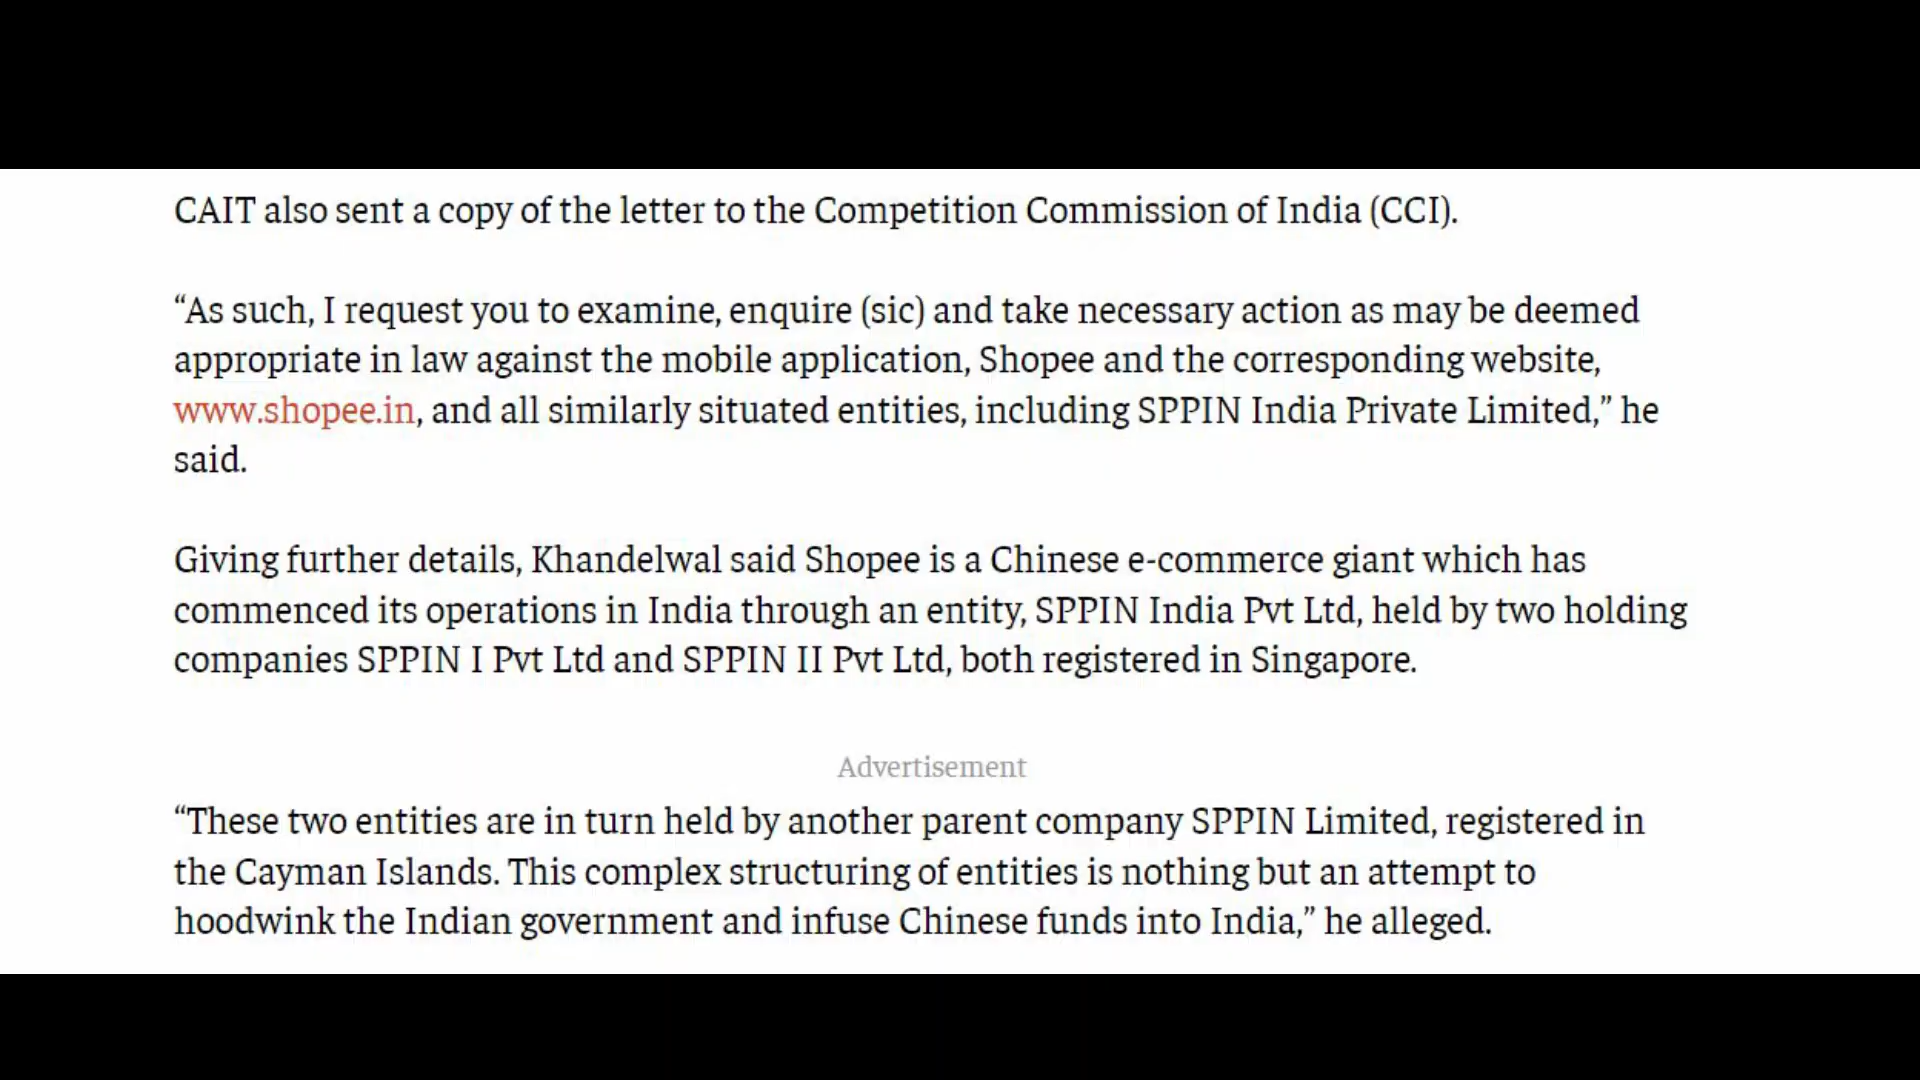 CAIT also sent a copy of the letter to the Competition Commission of India (CCI).
“As such, I request you to examine, enquire (sic) and take necessary action as may be deemed
appropriate in law against the mobile application, Shopee and the corresponding website,
www.shopee.in, and all similarly situated entities, including SPPIN India Private Limited,” he
said.
Giving further details, Khandelwal said Shopee is a Chinese e-commerce giant which has
commenced its operations in India through an entity, SPPIN India Pvt Ltd, held by two holding
companies SPPIN I Pvt Ltd and SPPIN II Pvt Ltd, both registered in Singapore.
Advertisement
“These two entities are in turn held by another parent company SPPIN Limited, registered in
the Cayman Islands. This complex structuring of entities is nothing but an attempt to
hoodwink the Indian government and infuse Chinese funds into India,” he alleged.